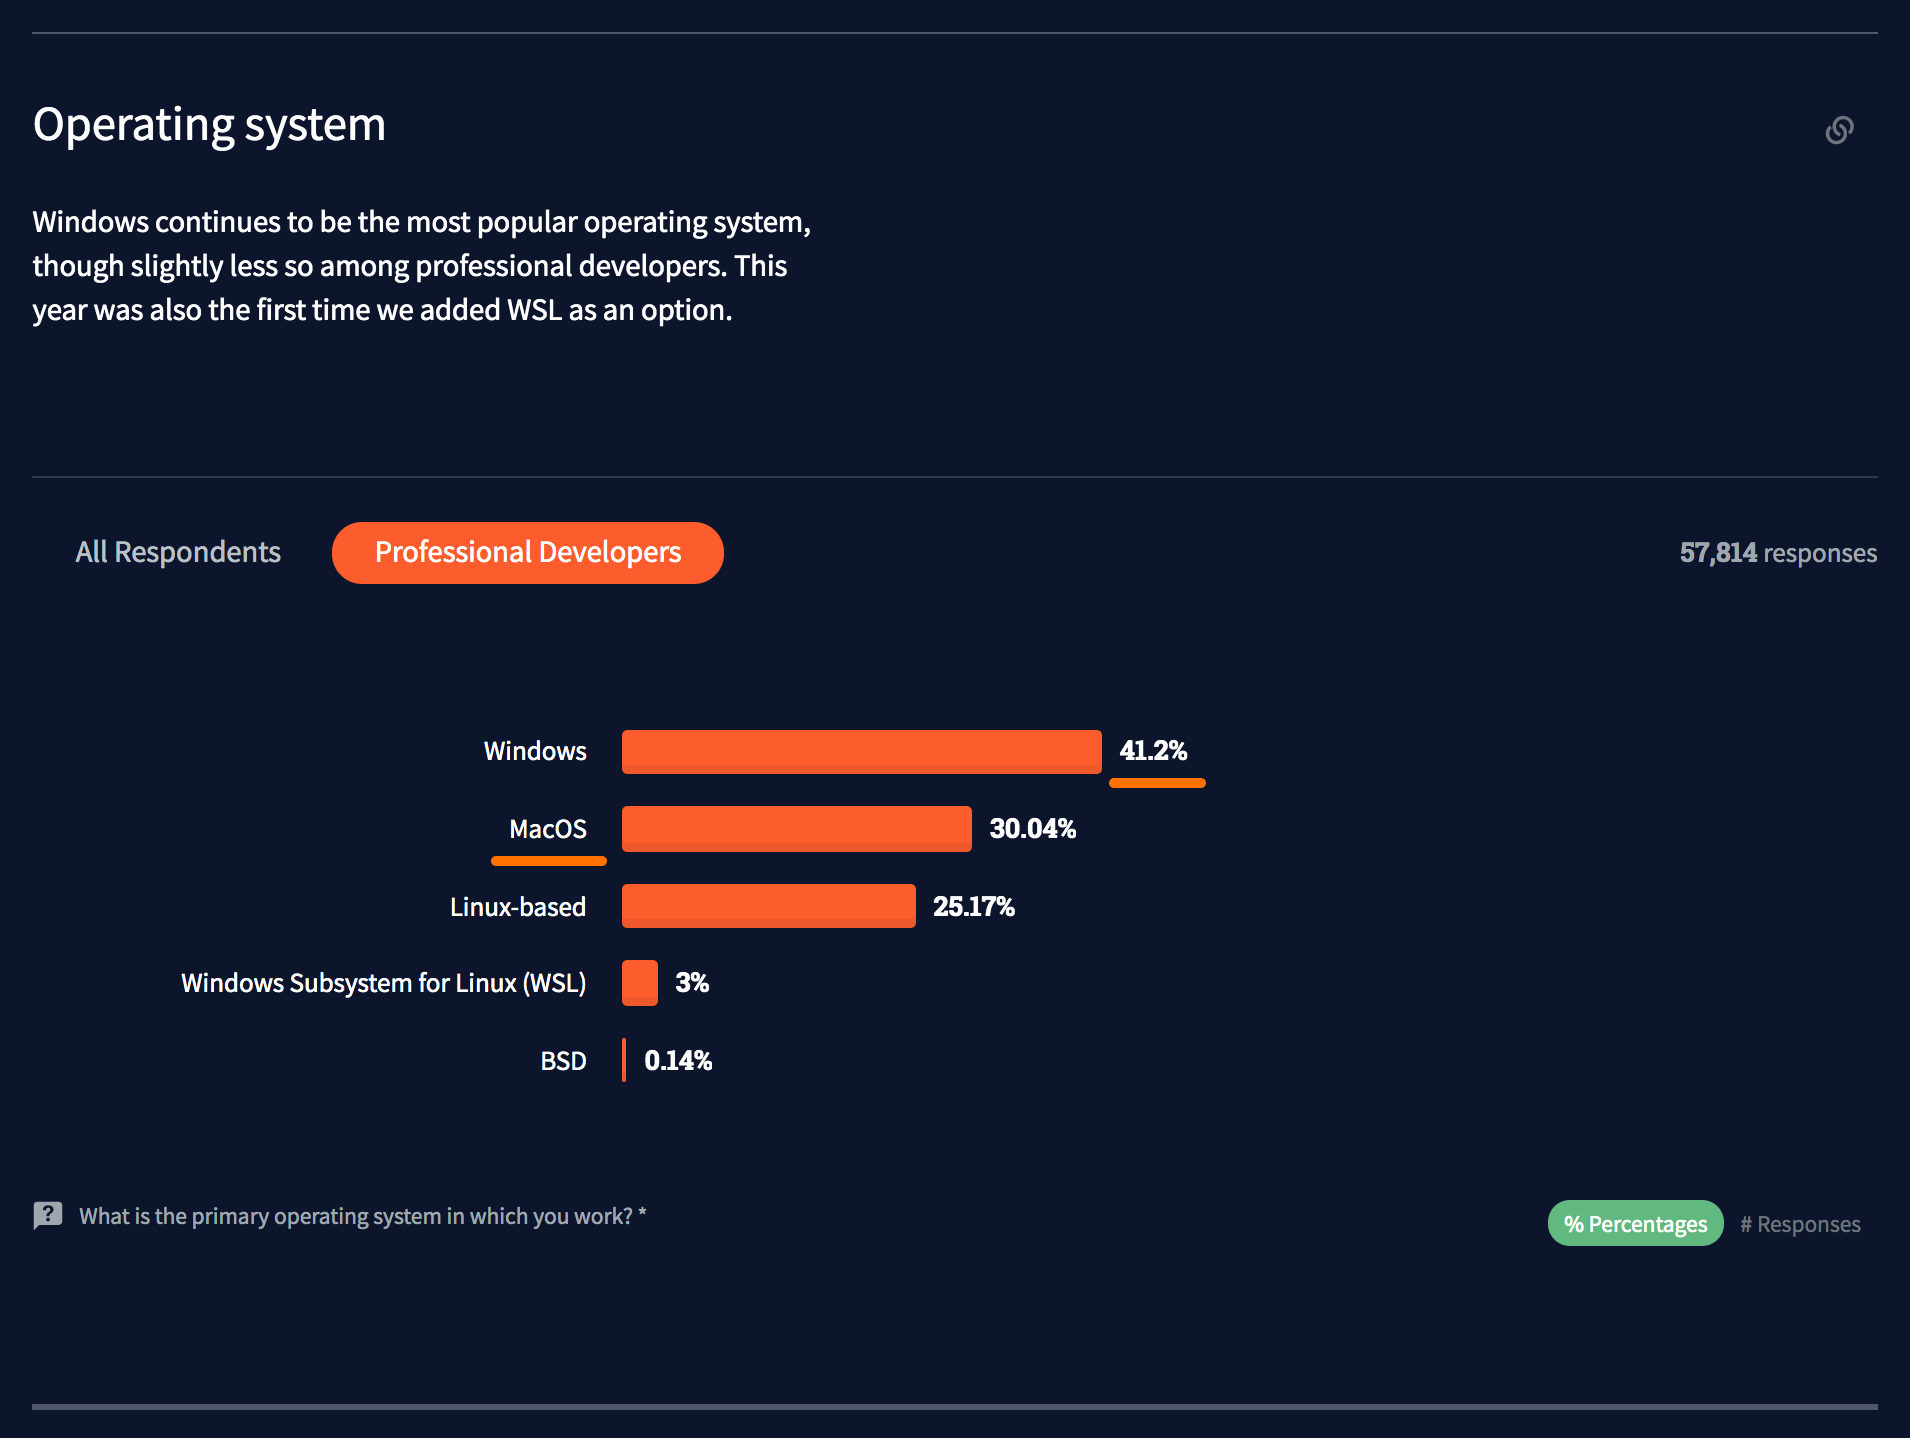 Operating system
Windows continues to be the most popular operating system,
though slightly less so among professional developers. This
year was also the first time we added WSL as an option.
All Respondents
Professional Developers
57,814 responses
Windows 41.2%
MacOS 30.04%
Linux-based 25.17%
Windows Subsystem for Linux (WSL) 3%
BSD 0.14%
? What is the primary operating system in which you work? *
% Percentages
# Responses